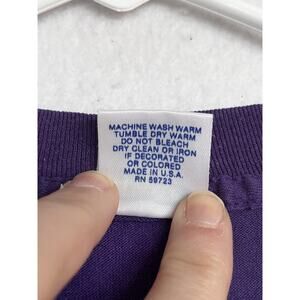 MACHINE WASH WARM
TUMBLE DRY WARM
DO NOT BLEACH
DRY CLEAN OR IRON
IF DECORATED
OR COLORED
MADE IN U.S.A.
RN 59723